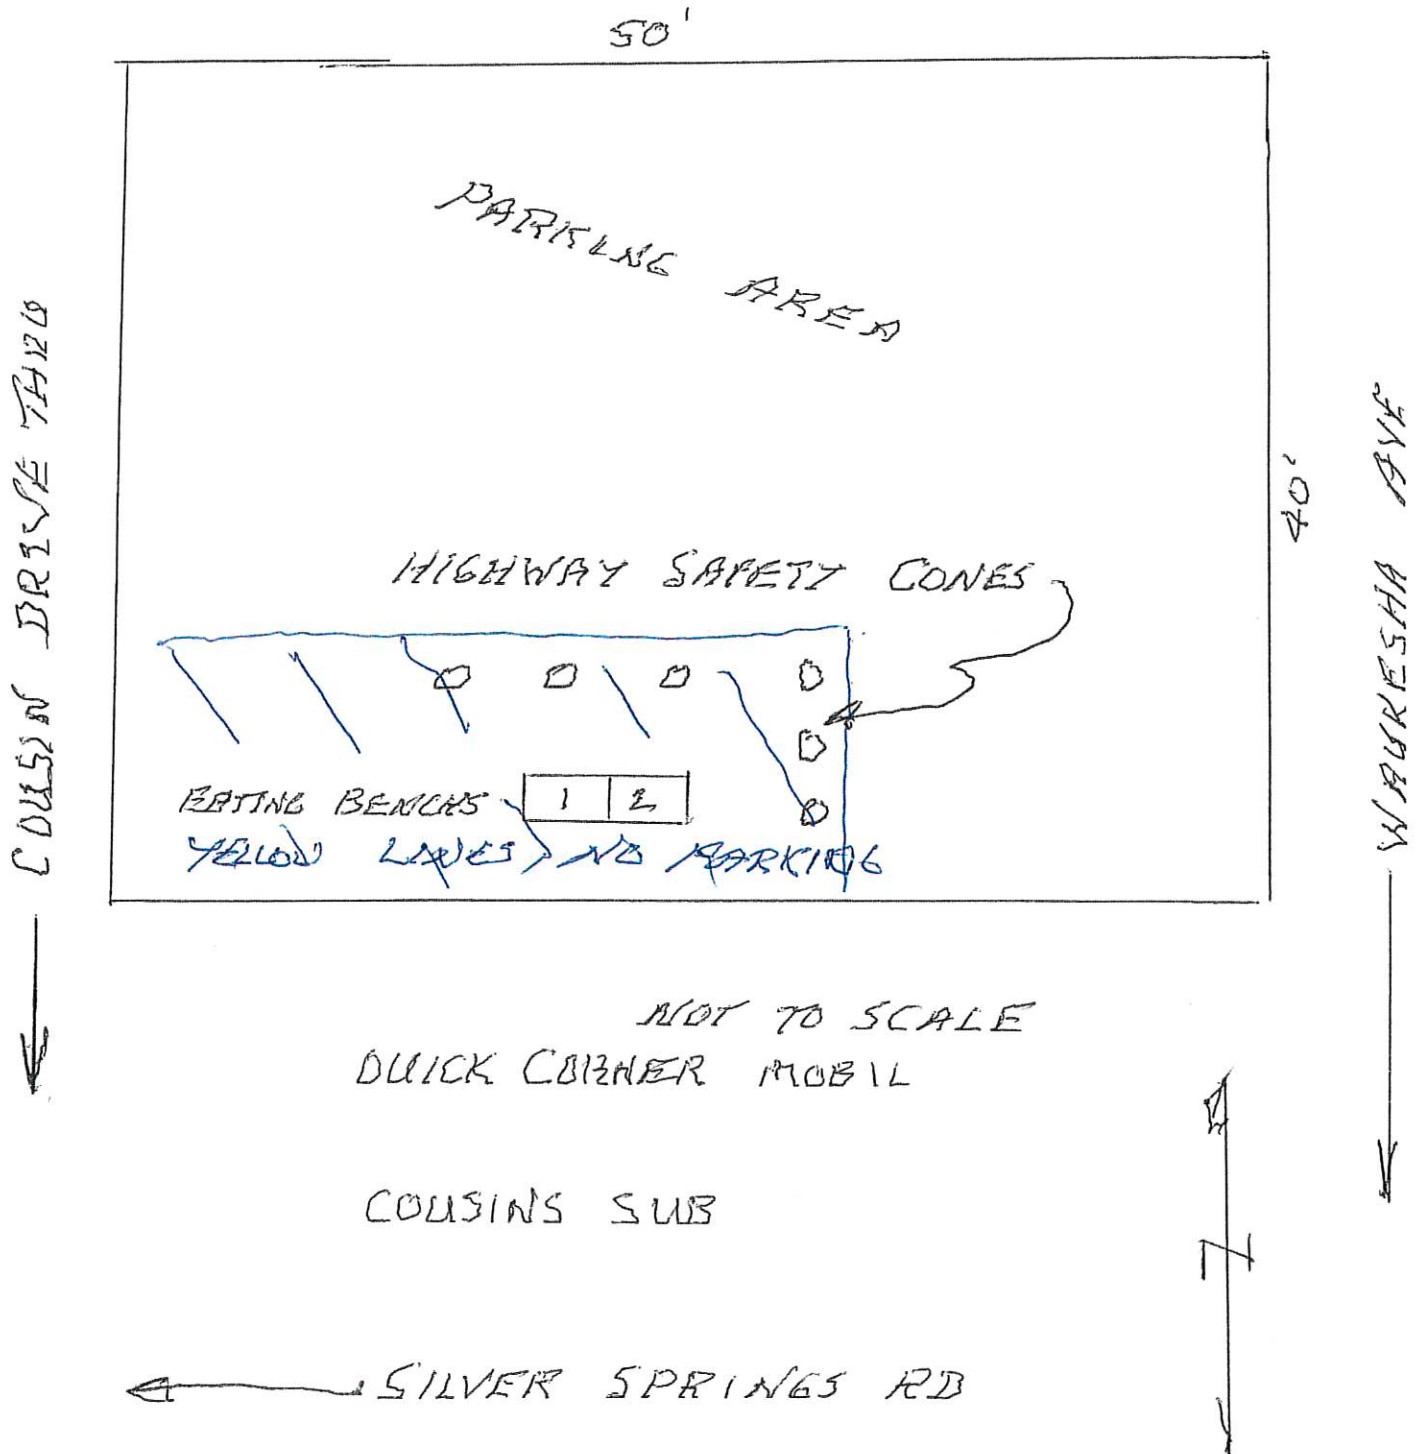 50'
PARKING AREA
COUSIN DRIVE THRU
40'
WAUKESHA AVE
HIGHWAY SAFETY CONES
EATING BENCHS
1
2
YELLOW LINES, NO PARKING
NOT TO SCALE
QUICK CORNER MOBIL
COUSINS SUB
N
SILVER SPRINGS RD